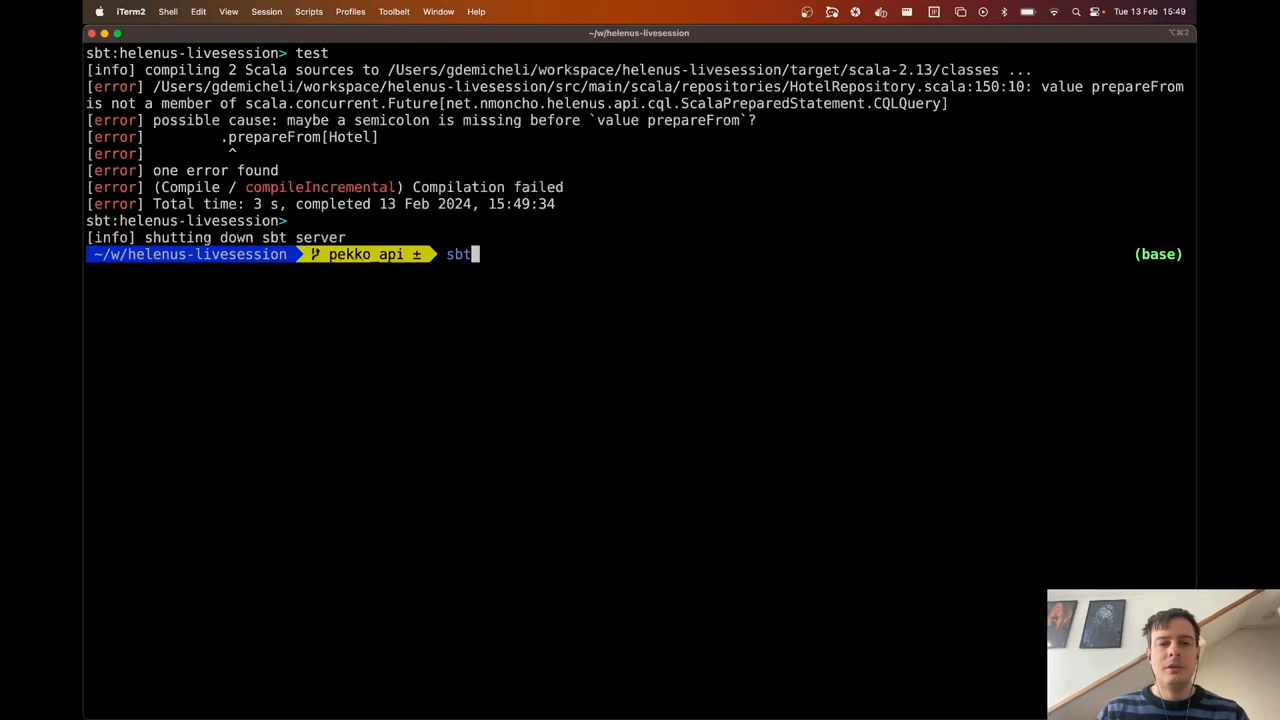 iTerm2 Shell Edit View Session Scripts Profiles Toolbelt Window Help Tue 13 Feb 15:49
~/w/helenus-livesession ⌥⌘2
sbt:helenus-livesession> test
[info] compiling 2 Scala sources to /Users/gdemicheli/workspace/helenus-livesession/target/scala-2.13/classes ...
[error] /Users/gdemicheli/workspace/helenus-livesession/src/main/scala/repositories/HotelRepository.scala:150:10: value prepareFrom
is not a member of scala.concurrent.Future[net.nmoncho.helenus.api.cql.ScalaPreparedStatement.CQLQuery]
[error] possible cause: maybe a semicolon is missing before `value prepareFrom`?
[error]         .prepareFrom[Hotel]
[error]          ^
[error] one error found
[error] (Compile / compileIncremental) Compilation failed
[error] Total time: 3 s, completed 13 Feb 2024, 15:49:34
sbt:helenus-livesession>
[info] shutting down sbt server
~/w/helenus-livesession pekko_api ± sbt (base)